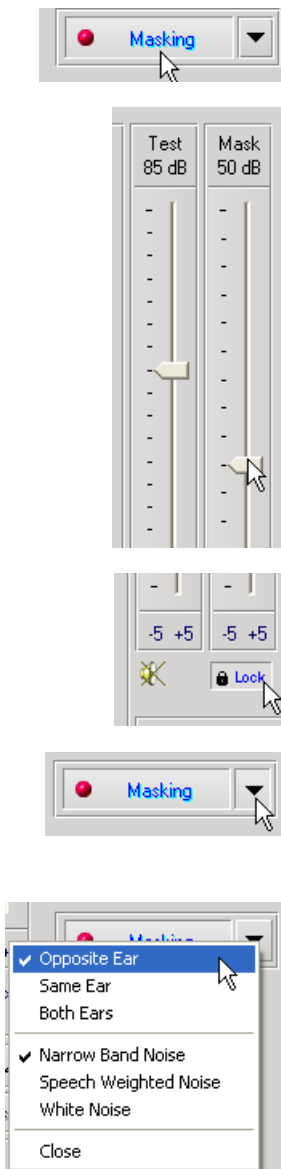 Masking
Test Mask
85 dB 50 dB
-5 +5 -5 +5
Lock
Masking
Opposite Ear
Same Ear
Both Ears
Narrow Band Noise
Speech Weighted Noise
White Noise
Close